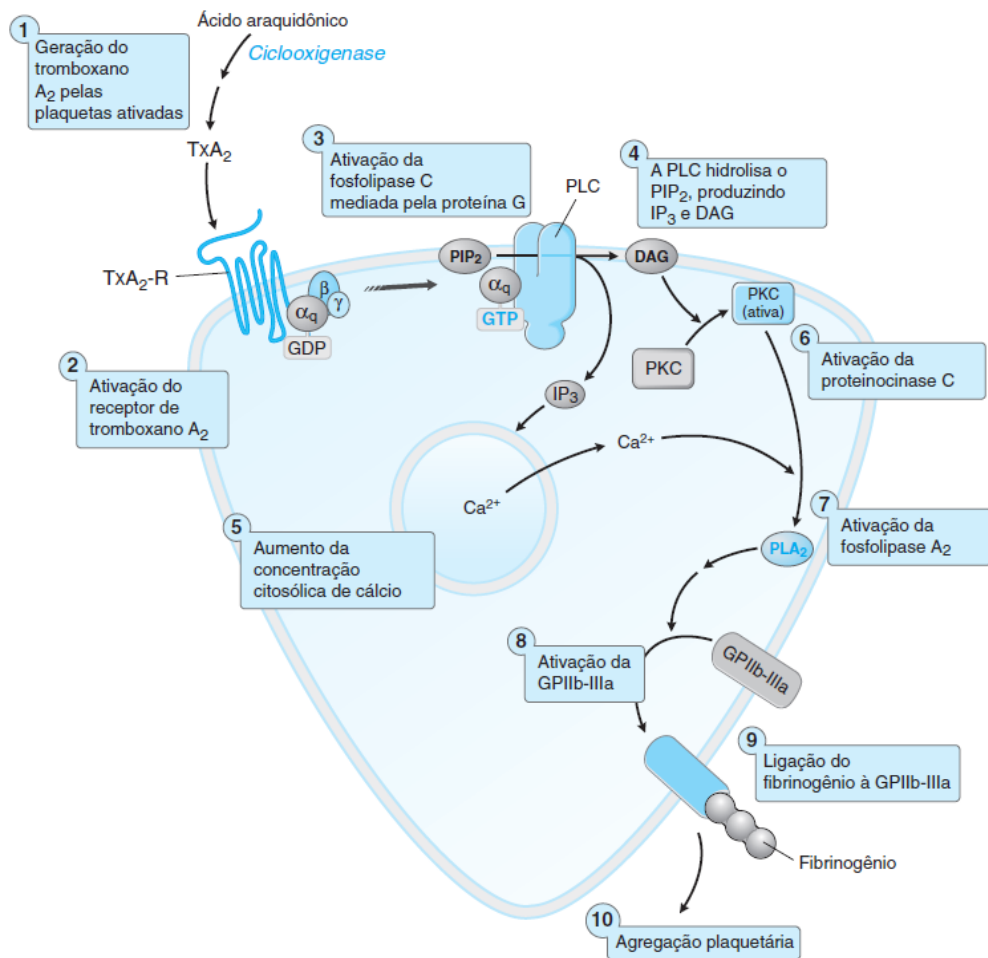 1
Geração do
tromboxano
A₂ pelas
plaquetas ativadas
Ácido araquidônico
Ciclooxigenase
TxA₂
TxA₂-R
β
γ
αq
GDP
2
Ativação do
receptor de
tromboxano A₂
3
Ativação da
fosfolipase C
mediada pela proteína G
PLC
PIP₂
αq
GTP
4
A PLC hidrolisa o
PIP₂, produzindo
IP₃ e DAG
DAG
PKC
(ativa)
PKC
6
Ativação da
proteinocinase C
IP₃
Ca²⁺
Ca²⁺
5
Aumento da
concentração
citosólica de cálcio
7
Ativação da
fosfolipase A₂
PLA₂
8
Ativação da
GPIIb-IIIa
GPIIb-IIIa
9
Ligação do
fibrinogênio à GPIIb-IIIa
Fibrinogênio
10
Agregação plaquetária